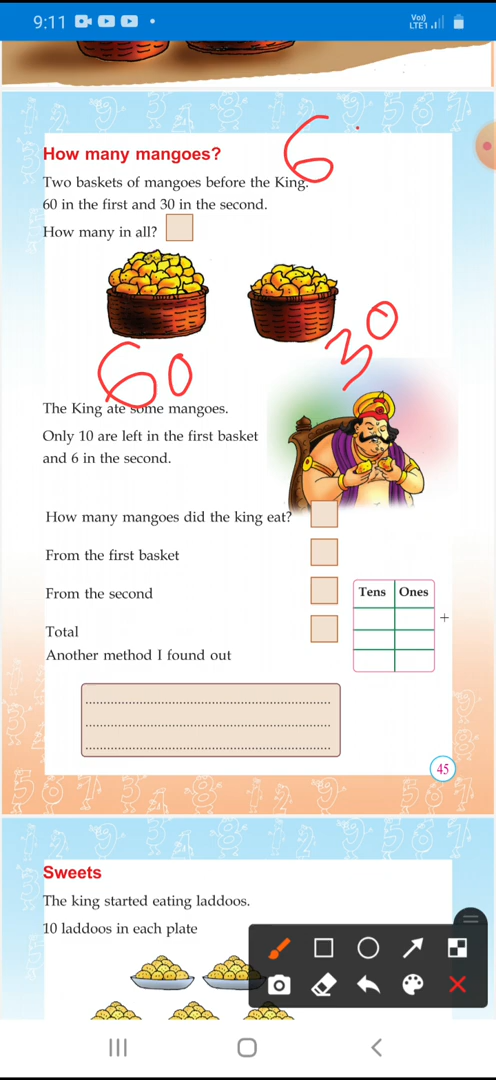 9:11
Vo)
LTE1
How many mangoes?
6
Two baskets of mangoes before the King.
60 in the first and 30 in the second.
How many in all?
60
30
The King ate some mangoes.
Only 10 are left in the first basket
and 6 in the second.
How many mangoes did the king eat?
From the first basket
From the second
Total
Tens Ones
+
Another method I found out
45
Sweets
The king started eating laddoos.
10 laddoos in each plate